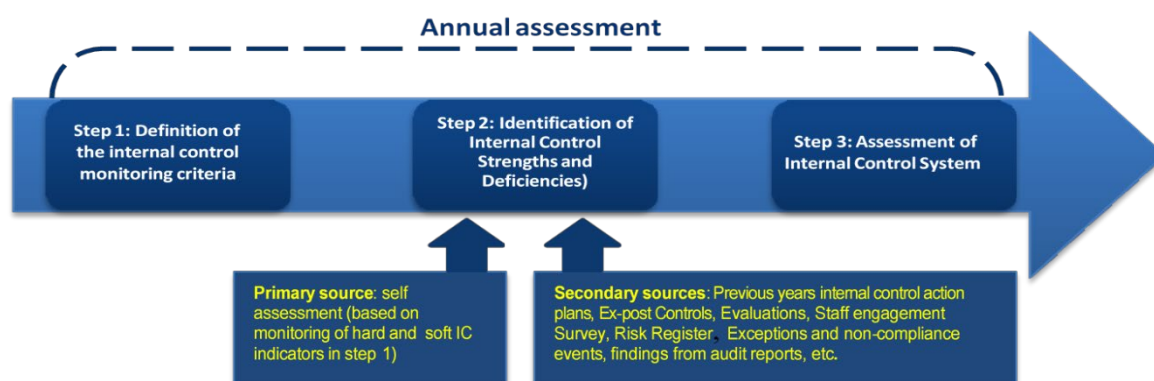 Annual assessment
Step 1: Definition of
the internal control
monitoring criteria
Step 2: Identification of
Internal Control
Strengths and
Deficiencies)
Step 3: Assessment of
Internal Control System
Primary source: self
assessment (based on
monitoring of hard and soft IC
indicators in step 1)
Secondary sources: Previous years internal control action
plans, Ex-post Controls, Evaluations, Staff engagement
Survey, Risk Register, Exceptions and non-compliance
events, findings from audit reports, etc.